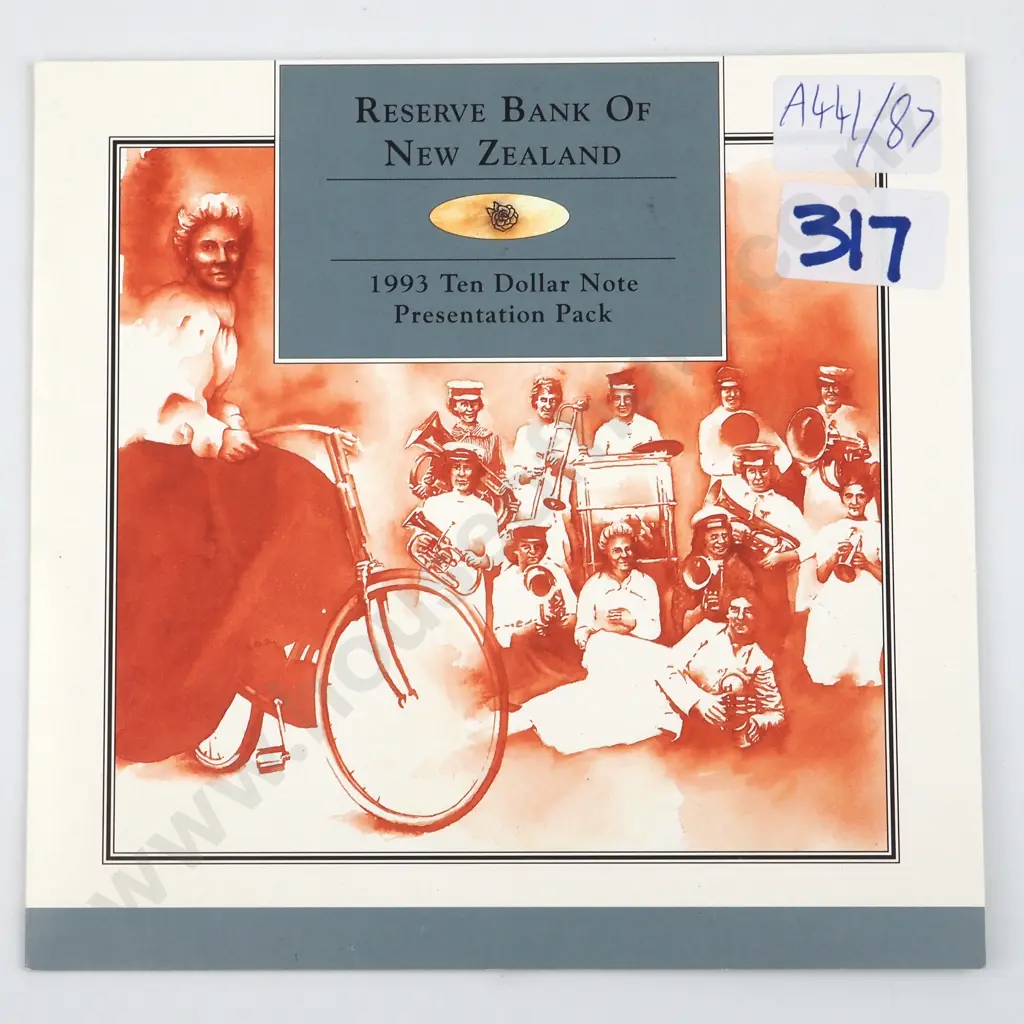 RESERVE BANK OF
NEW ZEALAND
1993 Ten Dollar Note
Presentation Pack
A441/87
317